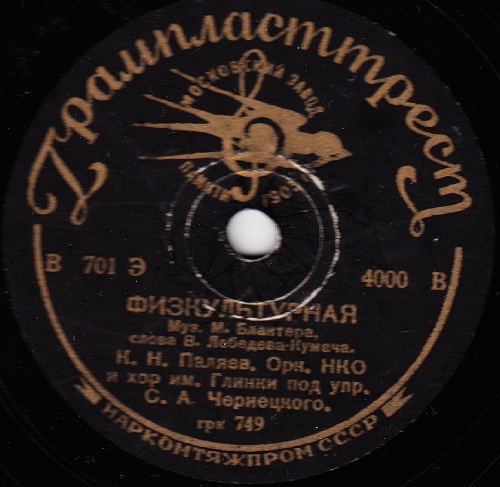 Грампласттрест
МОСКОВСКИЙ ЗАВОД
ПАМЯТИ 1905 Г.
В 701 Э
4000 В
ФИЗКУЛЬТУРНАЯ
Муз. М. Блантера,
слова В. Лебедева-Кумача.
К. Н. Паляев. Орк. НКО
и хор им. Глинки под упр.
С. А. Чернецкого.
грк 749
НАРКОМТЯЖПРОМ СССР